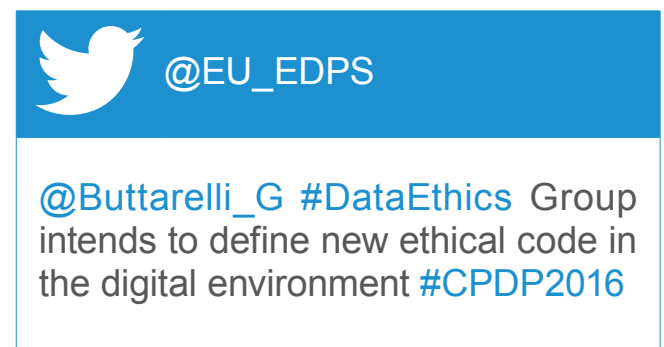 @EU_EDPS
@Buttarelli_G #DataEthics Group
intends to define new ethical code in
the digital environment #CPDP2016